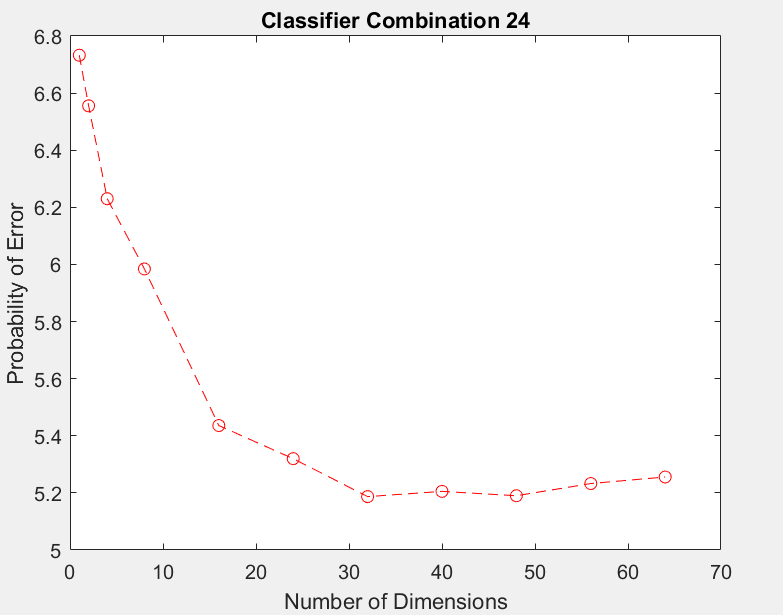 Classifier Combination 24
Probability of Error
6.8
6.6
6.4
6.2
6
5.8
5.6
5.4
5.2
5
0 10 20 30 40 50 60 70
Number of Dimensions